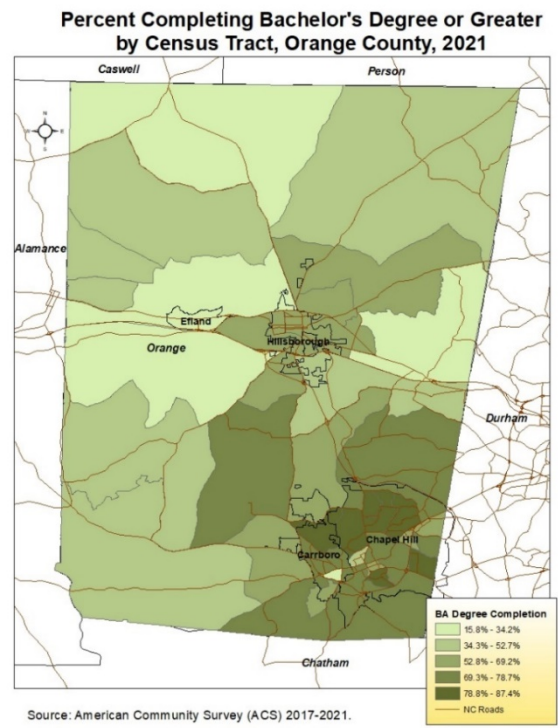 Percent Completing Bachelor's Degree or Greater
by Census Tract, Orange County, 2021
Caswell
Person
N
Alamance
Efland
Orange
Hillsborough
Durham
Chapel Hill
Carrboro
Chatham
BA Degree Completion
15.8% - 34.2%
34.3% - 52.7%
52.8% - 69.2%
69.3% - 78.7%
78.8% - 87.4%
NC Roads
Source: American Community Survey (ACS) 2017-2021.